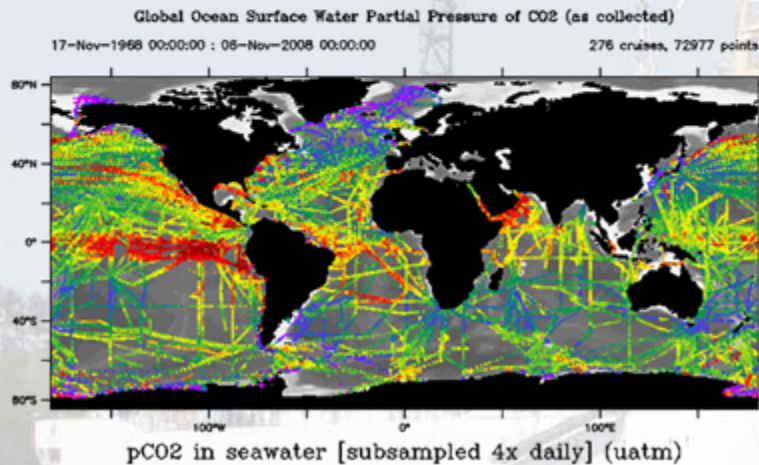 Global Ocean Surface Water Partial Pressure of CO2 (as collected)
17-Nov-1968 00:00:00 : 06-Nov-2008 00:00:00 276 cruises, 72977 points
80°N
40°N
0°
40°S
80°S
100°W 0° 100°E
pCO2 in seawater [subsampled 4x daily] (uatm)